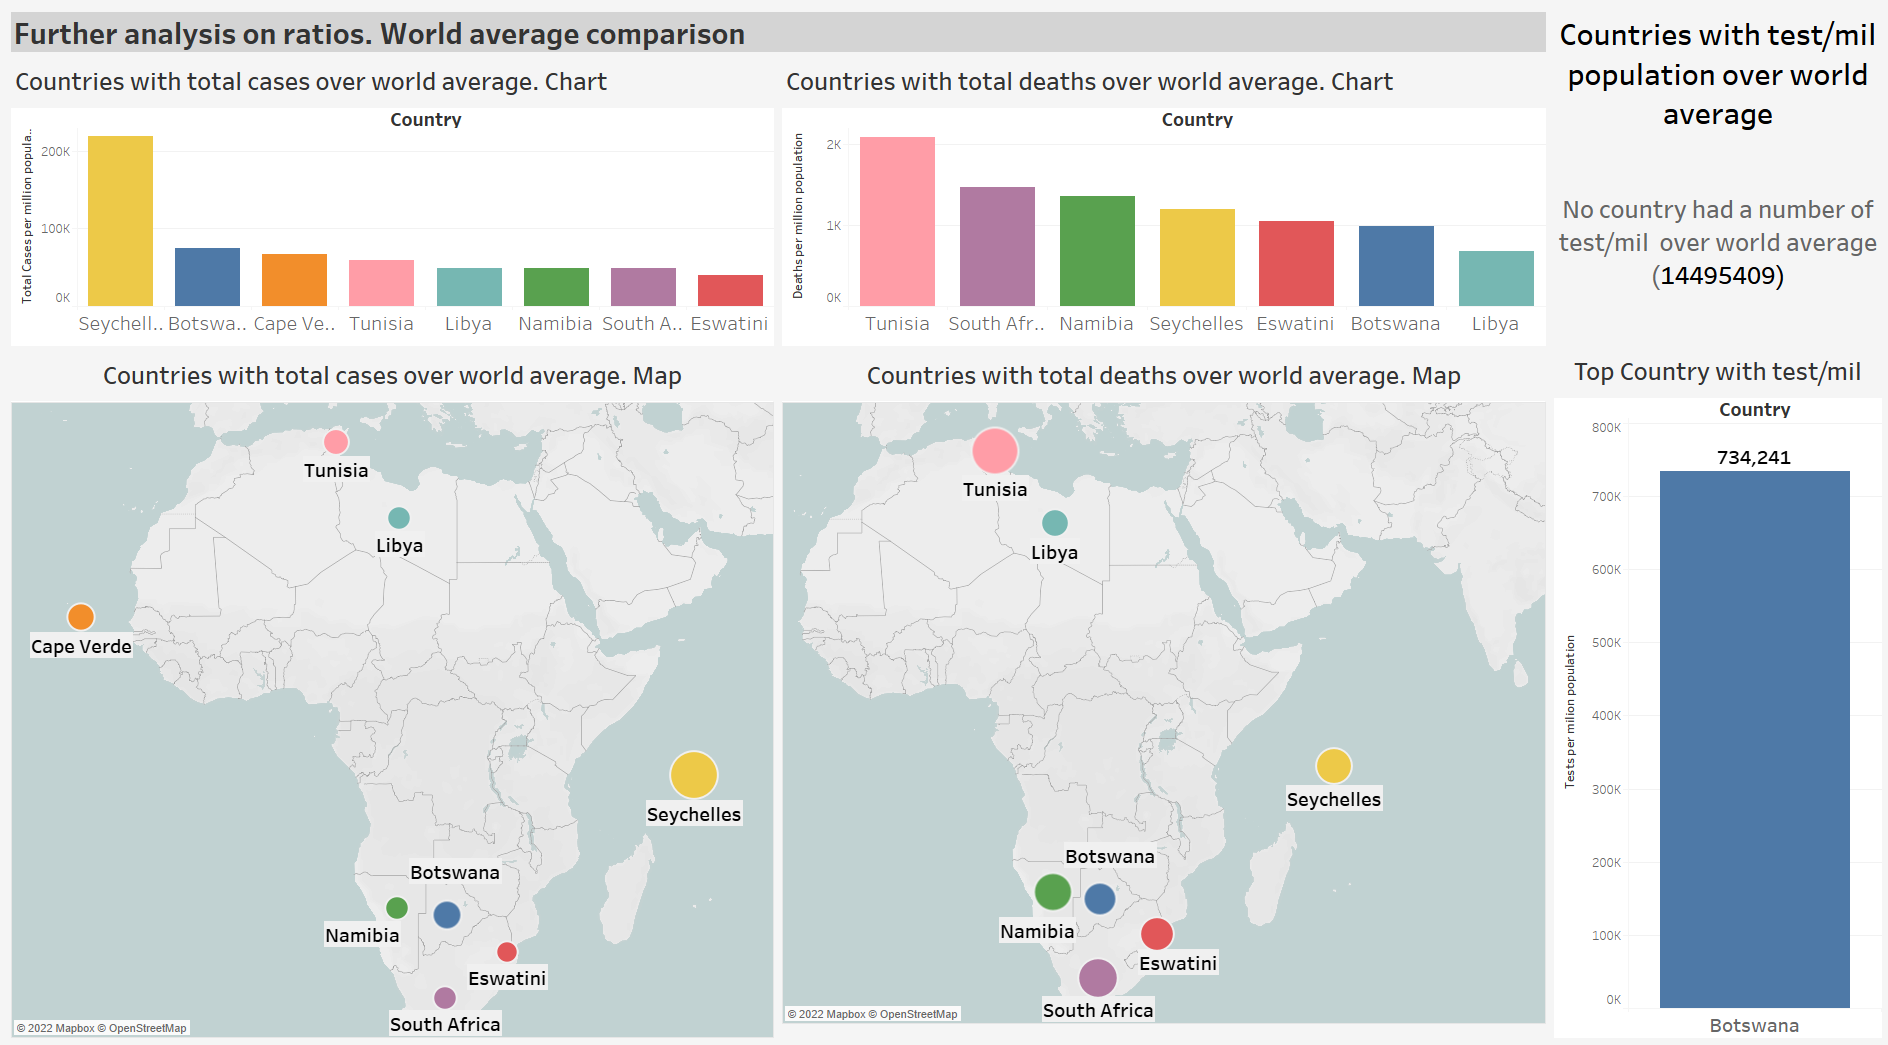 Further analysis on ratios. World average comparison
Countries with total cases over world average. Chart
Country
Total Cases per million popula..
200K
100K
0K
Seychell..
Botswa..
Cape Ve..
Tunisia
Libya
Namibia
South A..
Eswatini
Countries with total deaths over world average. Chart
Country
Deaths per million population
2K
1K
0K
Tunisia
South Afr..
Namibia
Seychelles
Eswatini
Botswana
Libya
Countries with test/mil
population over world
average
No country had a number of
test/mil  over world average
(14495409)
Countries with total cases over world average. Map
Tunisia
Libya
Cape Verde
Seychelles
Botswana
Namibia
Eswatini
South Africa
© 2022 Mapbox © OpenStreetMap
Countries with total deaths over world average. Map
Tunisia
Libya
Seychelles
Botswana
Namibia
Eswatini
South Africa
© 2022 Mapbox © OpenStreetMap
Top Country with test/mil
Country
Tests per million population
800K
734,241
700K
600K
500K
400K
300K
200K
100K
0K
Botswana